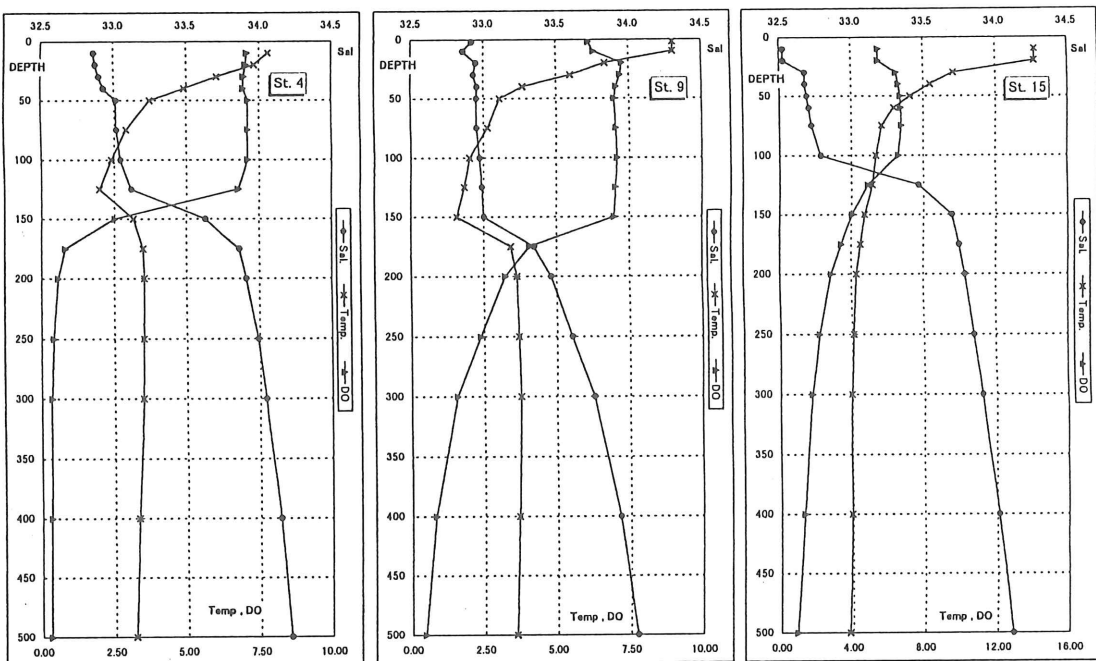 32.5 33.0 33.5 34.0 34.5
0
DEPTH
Sal
St. 4
50
100
150
200
250
300
350
400
450
500
Temp , DO
0.00 2.50 5.00 7.50 10.00
Sal.
Temp.
DO
32.5 33.0 33.5 34.0 34.5
0
DEPTH
Sal
St. 9
50
100
150
200
250
300
350
400
450
500
Temp , DO
0.00 2.50 5.00 7.50 10.00
Sal.
Temp.
DO
32.5 33.0 33.5 34.0 34.5
0
DEPTH
Sal
St. 15
50
100
150
200
250
300
350
400
450
500
Temp , DO
0.00 4.00 8.00 12.00 16.00
Sal.
Temp.
DO